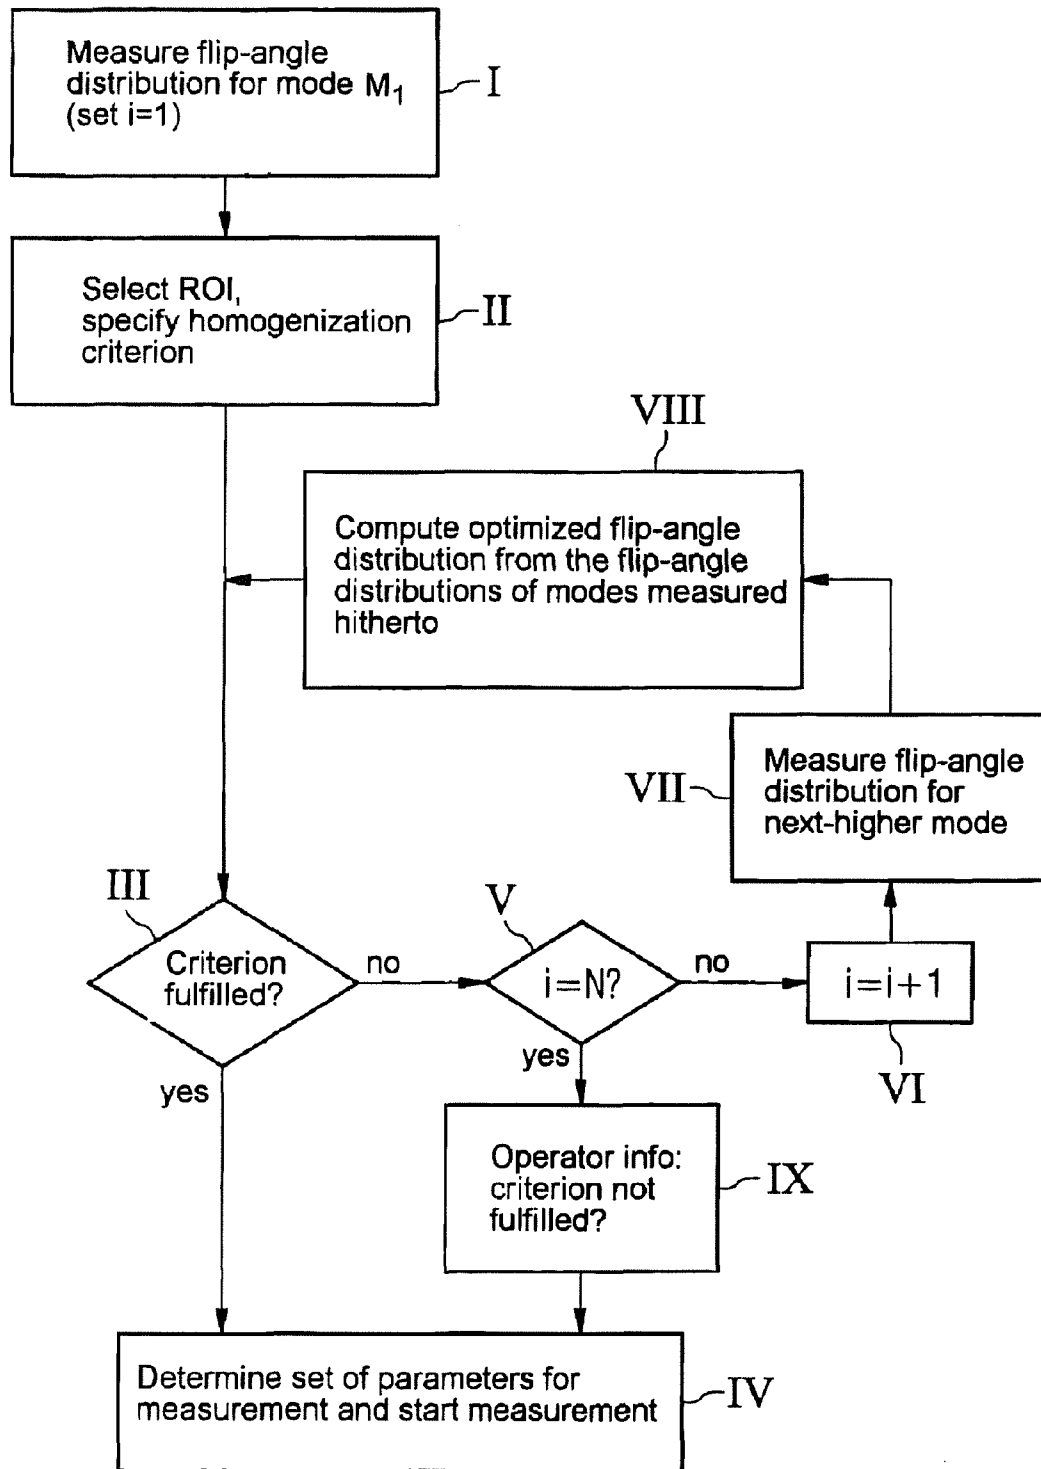 Measure flip-angle
distribution for mode M₁
(set i=1)
I
Select ROI,
specify homogenization
criterion
II
VIII
Compute optimized flip-angle
distribution from the flip-angle
distributions of modes measured
hitherto
Measure flip-angle
distribution for
next-higher mode
VII
III
Criterion
fulfilled?
no
yes
V
i=N?
no
yes
i=i+1
VI
Operator info:
criterion not
fulfilled?
IX
Determine set of parameters for
measurement and start measurement
IV